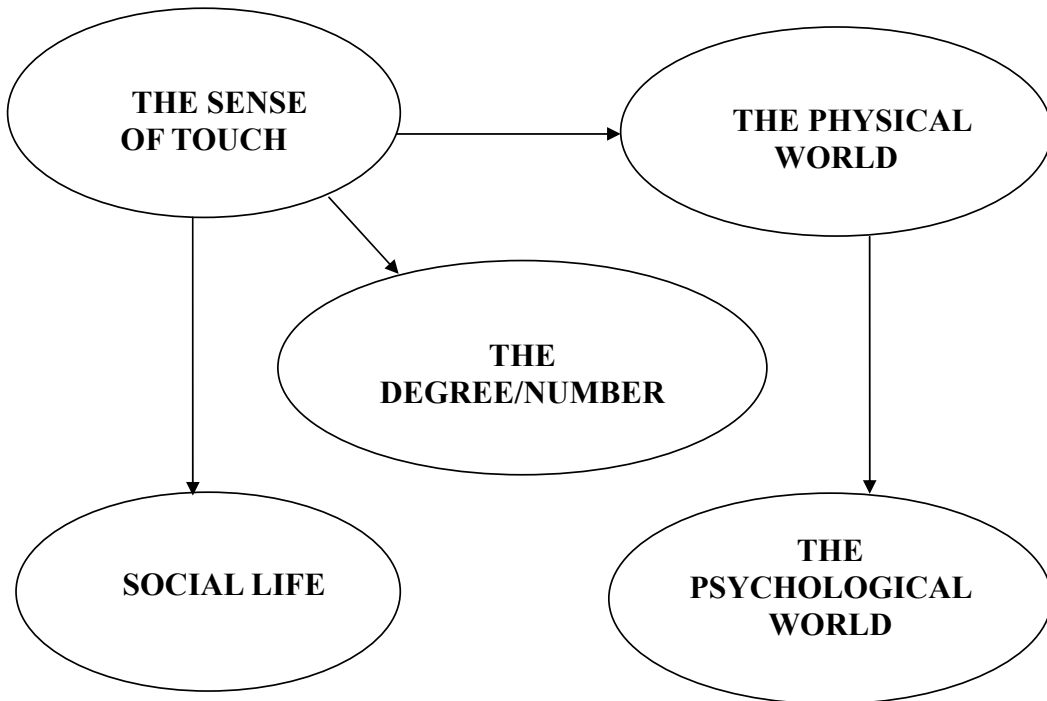 THE SENSE
OF TOUCH
THE PHYSICAL
WORLD
THE
DEGREE/NUMBER
SOCIAL LIFE
THE
PSYCHOLOGICAL
WORLD